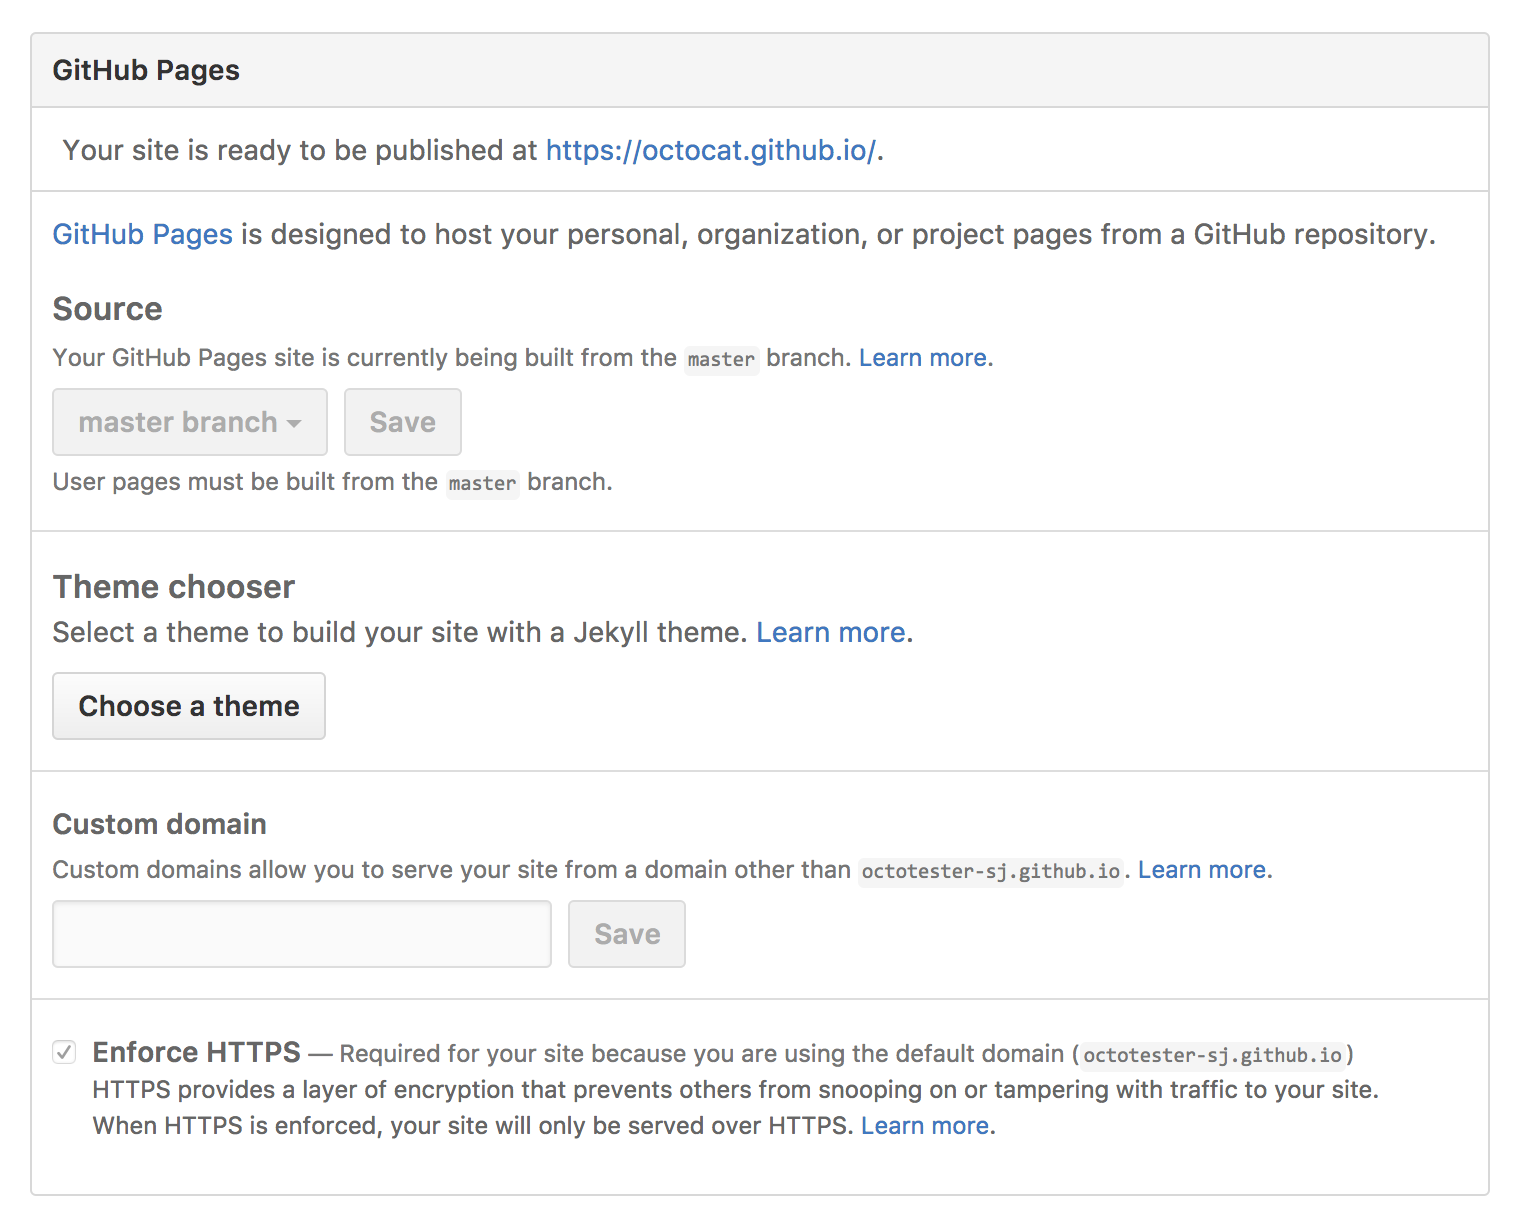 GitHub Pages
Your site is ready to be published at https://octocat.github.io/.
GitHub Pages is designed to host your personal, organization, or project pages from a GitHub repository.
Source
Your GitHub Pages site is currently being built from the master branch. Learn more.
master branch Save
User pages must be built from the master branch.
Theme chooser
Select a theme to build your site with a Jekyll theme. Learn more.
Choose a theme
Custom domain
Custom domains allow you to serve your site from a domain other than octotester-sj.github.io. Learn more.
Save
Enforce HTTPS — Required for your site because you are using the default domain (octotester-sj.github.io)
HTTPS provides a layer of encryption that prevents others from snooping on or tampering with traffic to your site.
When HTTPS is enforced, your site will only be served over HTTPS. Learn more.